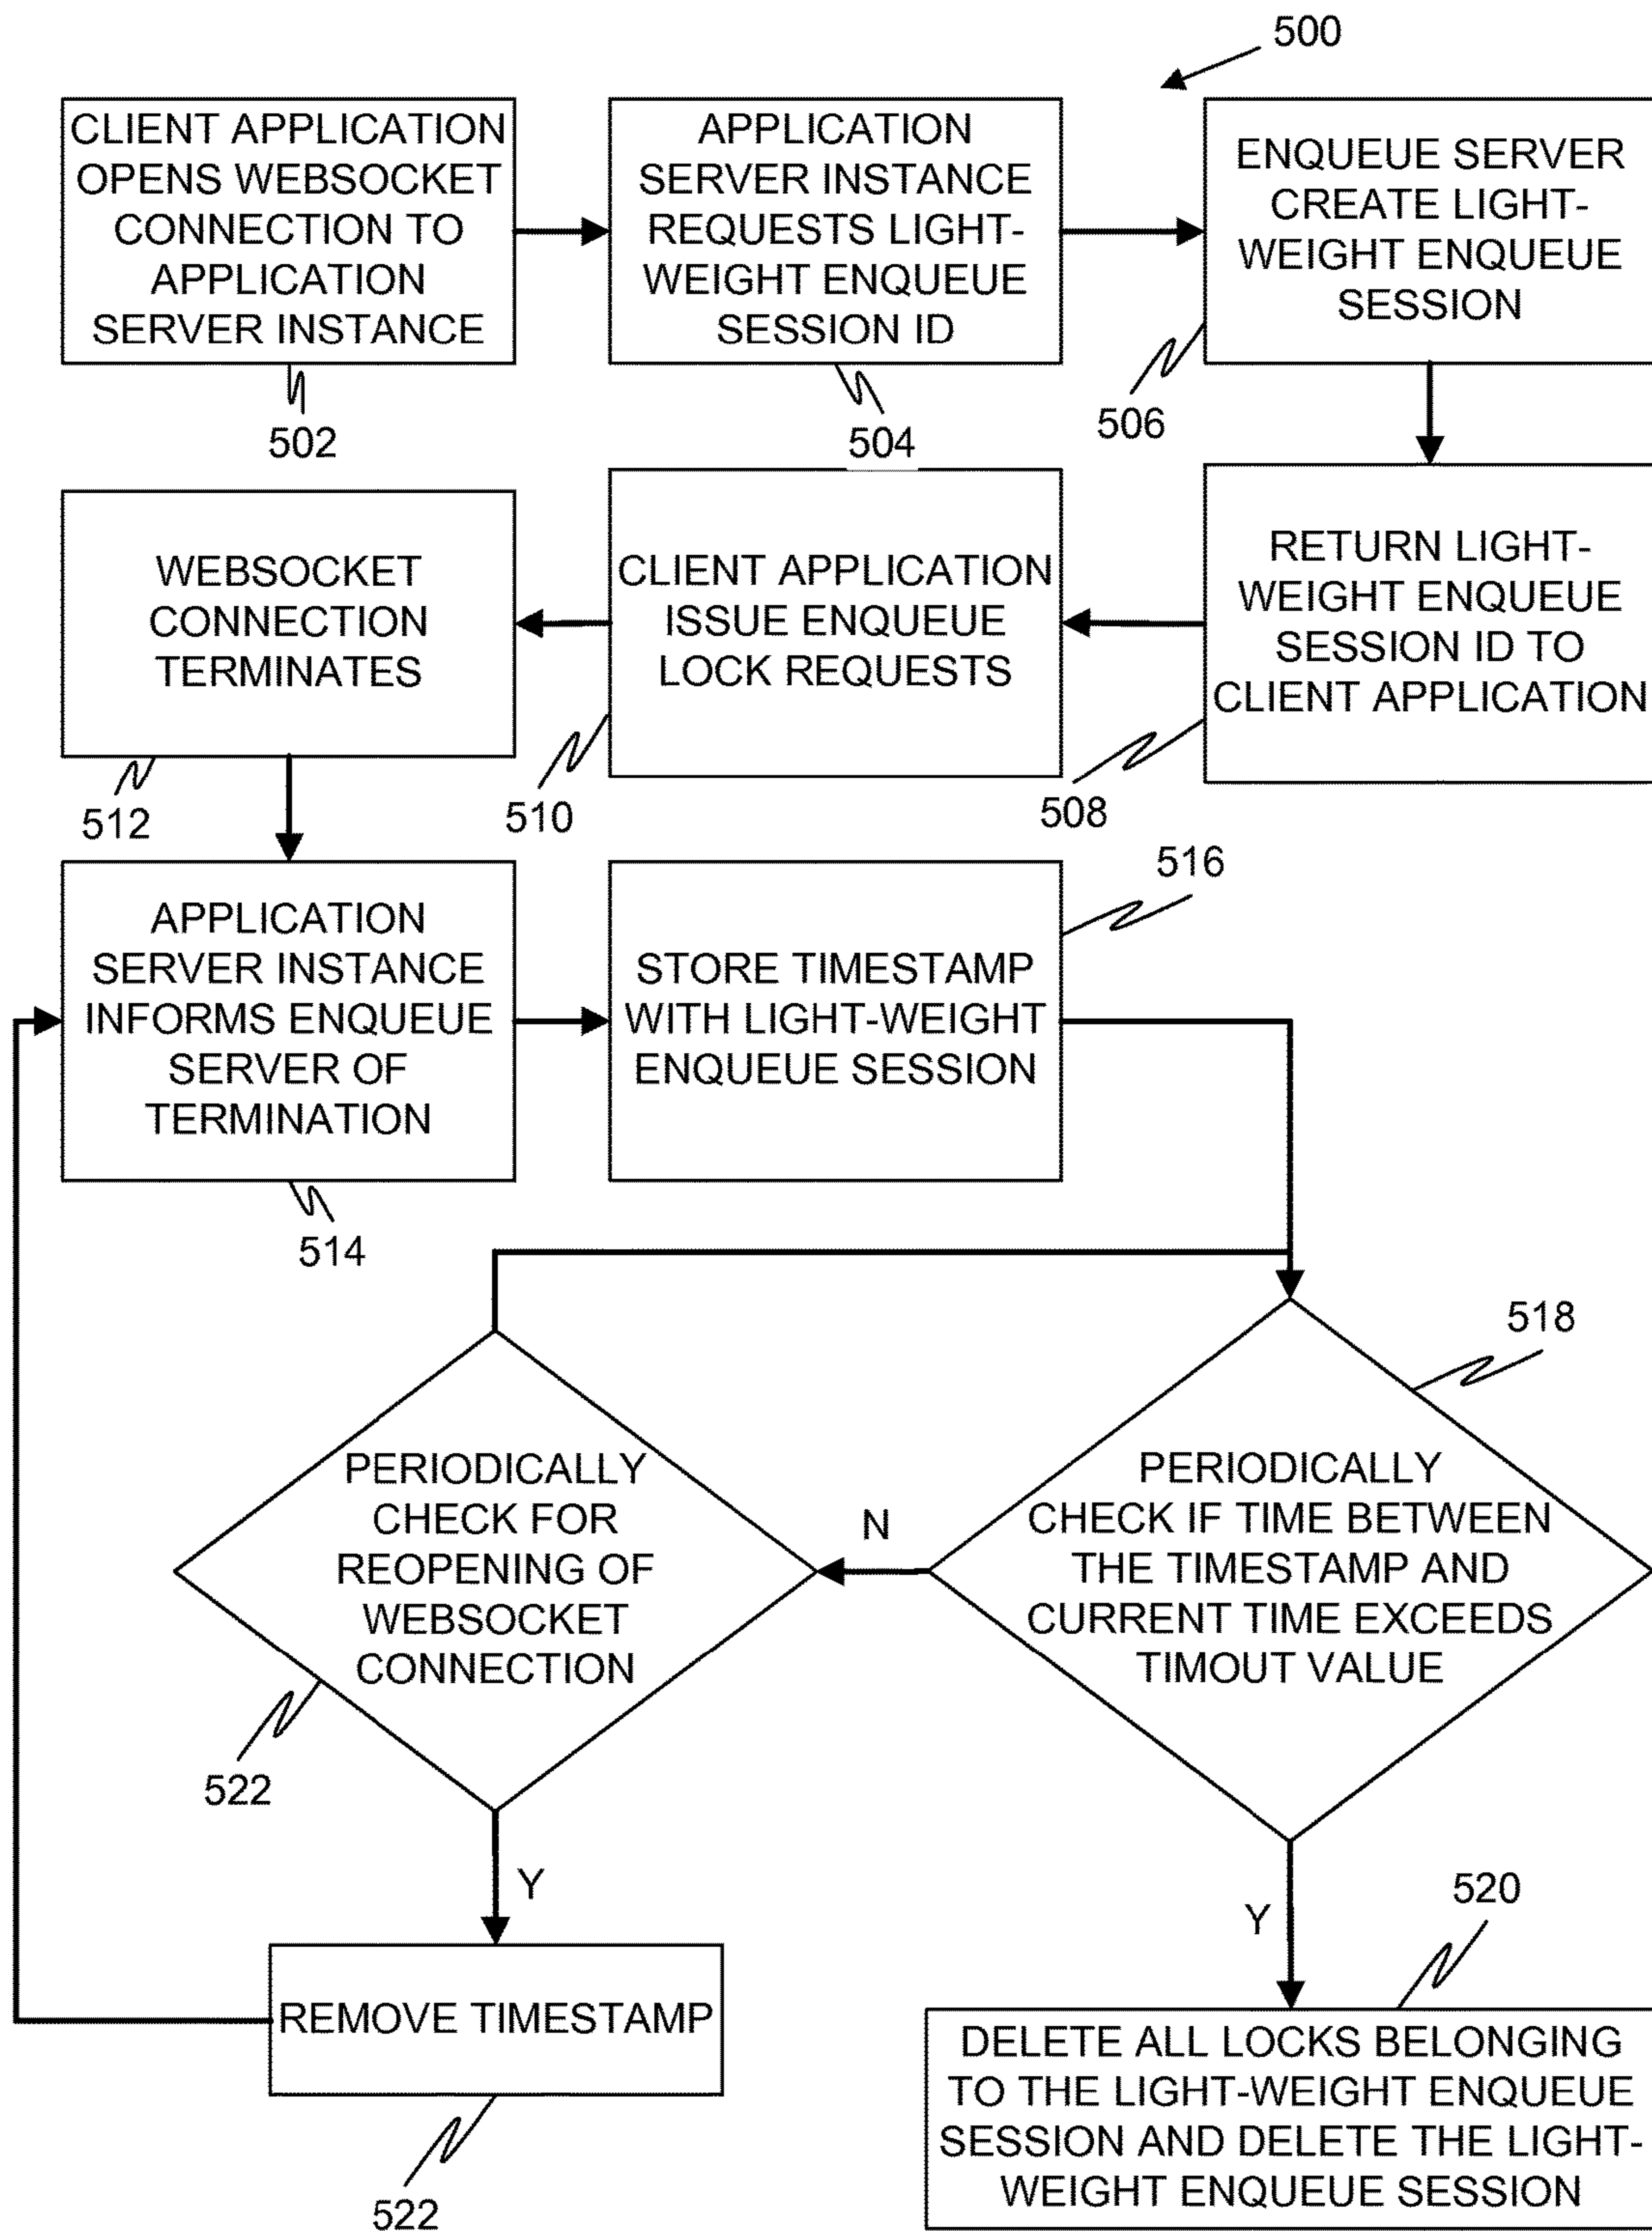 500
CLIENT APPLICATION
OPENS WEBSOCKET
CONNECTION TO
APPLICATION
SERVER INSTANCE
502
APPLICATION
SERVER INSTANCE
REQUESTS LIGHT-
WEIGHT ENQUEUE
SESSION ID
504
ENQUEUE SERVER
CREATE LIGHT-
WEIGHT ENQUEUE
SESSION
506
RETURN LIGHT-
WEIGHT ENQUEUE
SESSION ID TO
CLIENT APPLICATION
508
CLIENT APPLICATION
ISSUE ENQUEUE
LOCK REQUESTS
510
WEBSOCKET
CONNECTION
TERMINATES
512
APPLICATION
SERVER INSTANCE
INFORMS ENQUEUE
SERVER OF
TERMINATION
514
STORE TIMESTAMP
WITH LIGHT-WEIGHT
ENQUEUE SESSION
516
PERIODICALLY
CHECK IF TIME BETWEEN
THE TIMESTAMP AND
CURRENT TIME EXCEEDS
TIMOUT VALUE
518
N
Y
PERIODICALLY
CHECK FOR
REOPENING OF
WEBSOCKET
CONNECTION
522
Y
REMOVE TIMESTAMP
522
DELETE ALL LOCKS BELONGING
TO THE LIGHT-WEIGHT ENQUEUE
SESSION AND DELETE THE LIGHT-
WEIGHT ENQUEUE SESSION
520